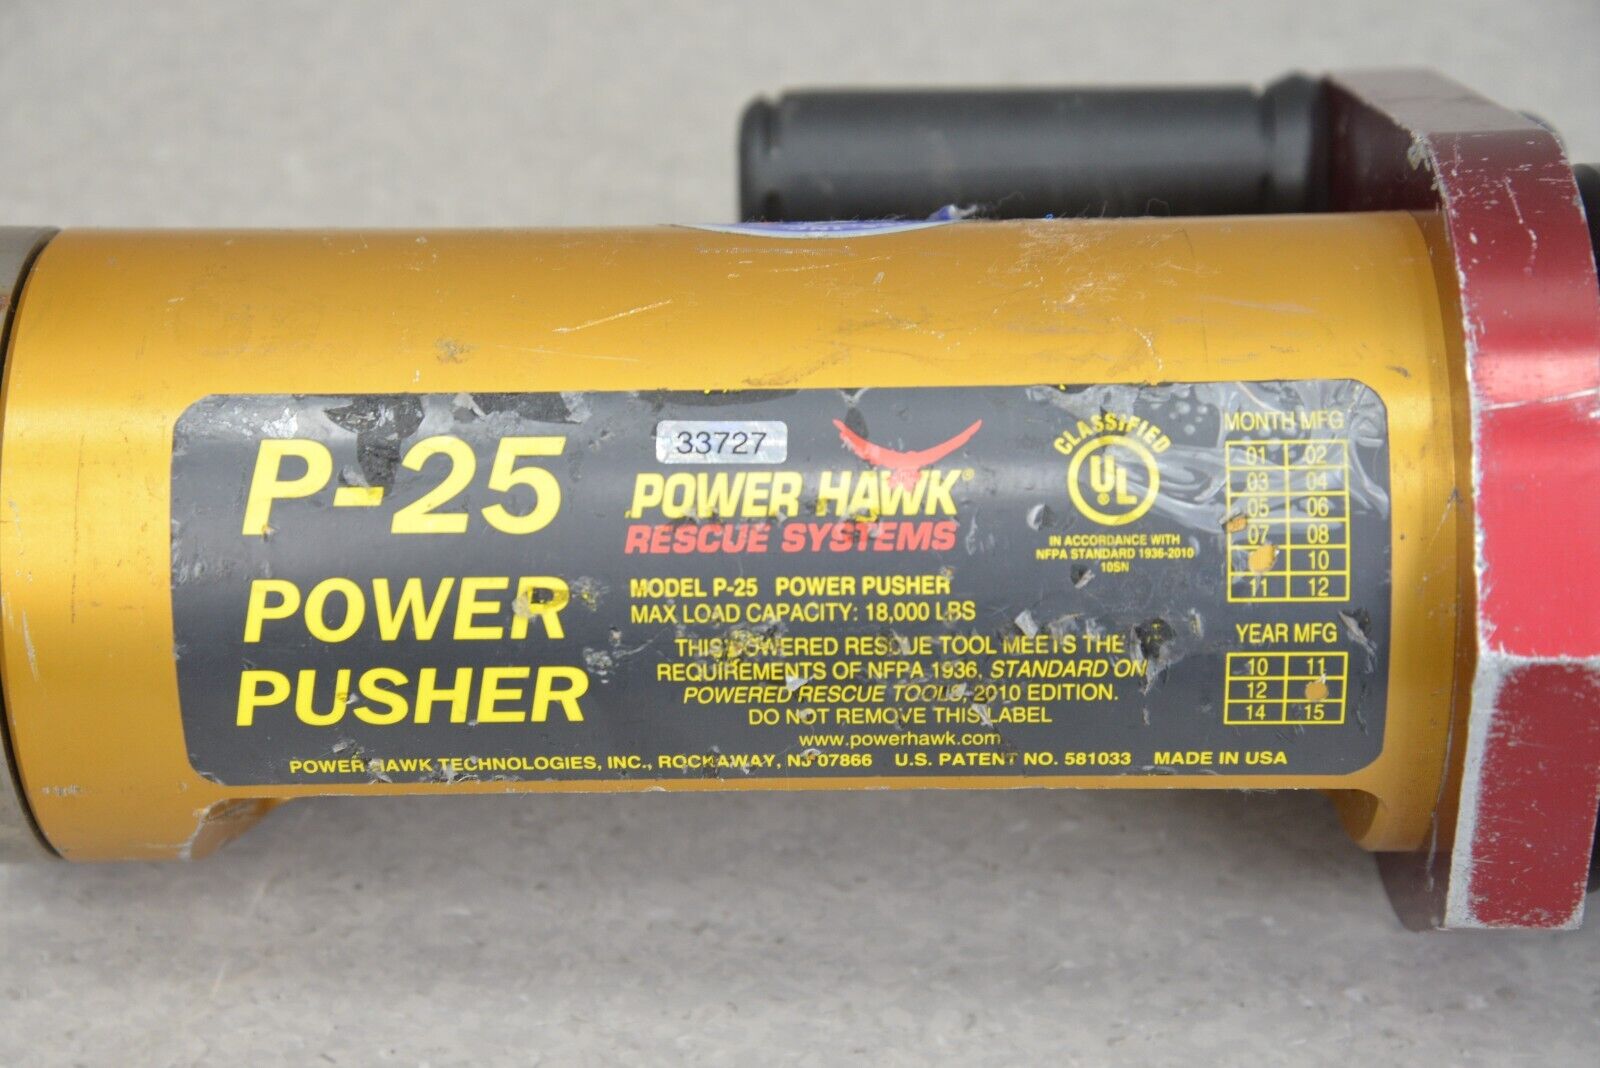 P-25
POWER
PUSHER
33727
POWER HAWK®
RESCUE SYSTEMS
MODEL P-25 POWER PUSHER
MAX LOAD CAPACITY: 18,000 LBS
THIS POWERED RESCUE TOOL MEETS THE
REQUIREMENTS OF NFPA 1936, STANDARD ON
POWERED RESCUE TOOLS, 2010 EDITION.
DO NOT REMOVE THIS LABEL
www.powerhawk.com
POWER HAWK TECHNOLOGIES, INC., ROCKAWAY, NJ 07866 U.S. PATENT NO. 581033 MADE IN USA
CLASSIFIED
UL®
IN ACCORDANCE WITH
NFPA STANDARD 1936-2010
10SN
MONTH MFG
01 02
03 04
05 06
07 08
10
11 12
YEAR MFG
10 11
12
14 15